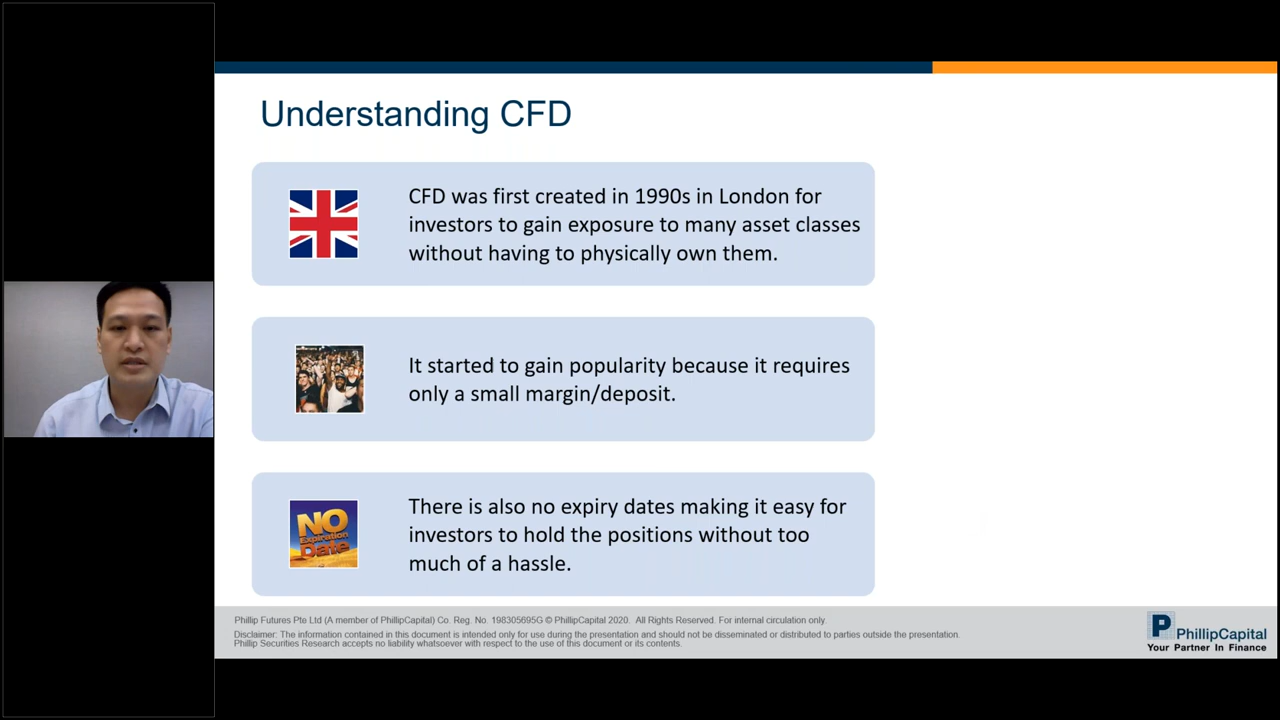 Understanding CFD
CFD was first created in 1990s in London for
investors to gain exposure to many asset classes
without having to physically own them.
It started to gain popularity because it requires
only a small margin/deposit.
NO
Expiration
Date
There is also no expiry dates making it easy for
investors to hold the positions without too
much of a hassle.
Phillip Futures Pte Ltd (A member of PhillipCapital) Co. Reg. No. 198305695G © PhillipCapital 2020. All Rights Reserved. For internal circulation only.
Disclaimer: The information contained in this document is intended only for use during the presentation and should not be disseminated or distributed to parties outside the presentation.
Phillip Securities Research accepts no liability whatsoever with respect to the use of this document or its contents.
P PhillipCapital
Your Partner In Finance